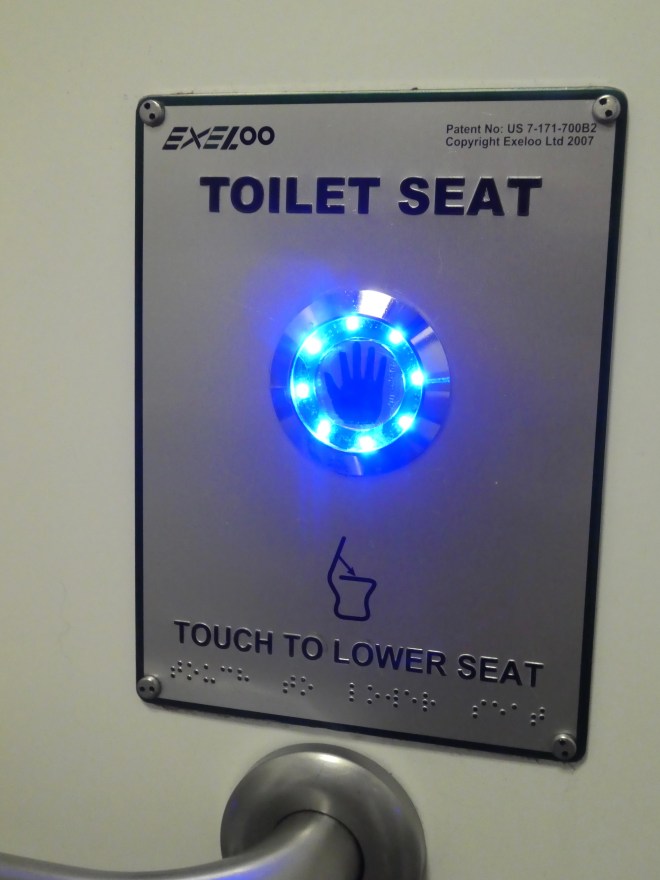 EXELOO
Patent No: US 7-171-700B2
Copyright Exeloo Ltd 2007
TOILET SEAT
TOUCH TO LOWER SEAT